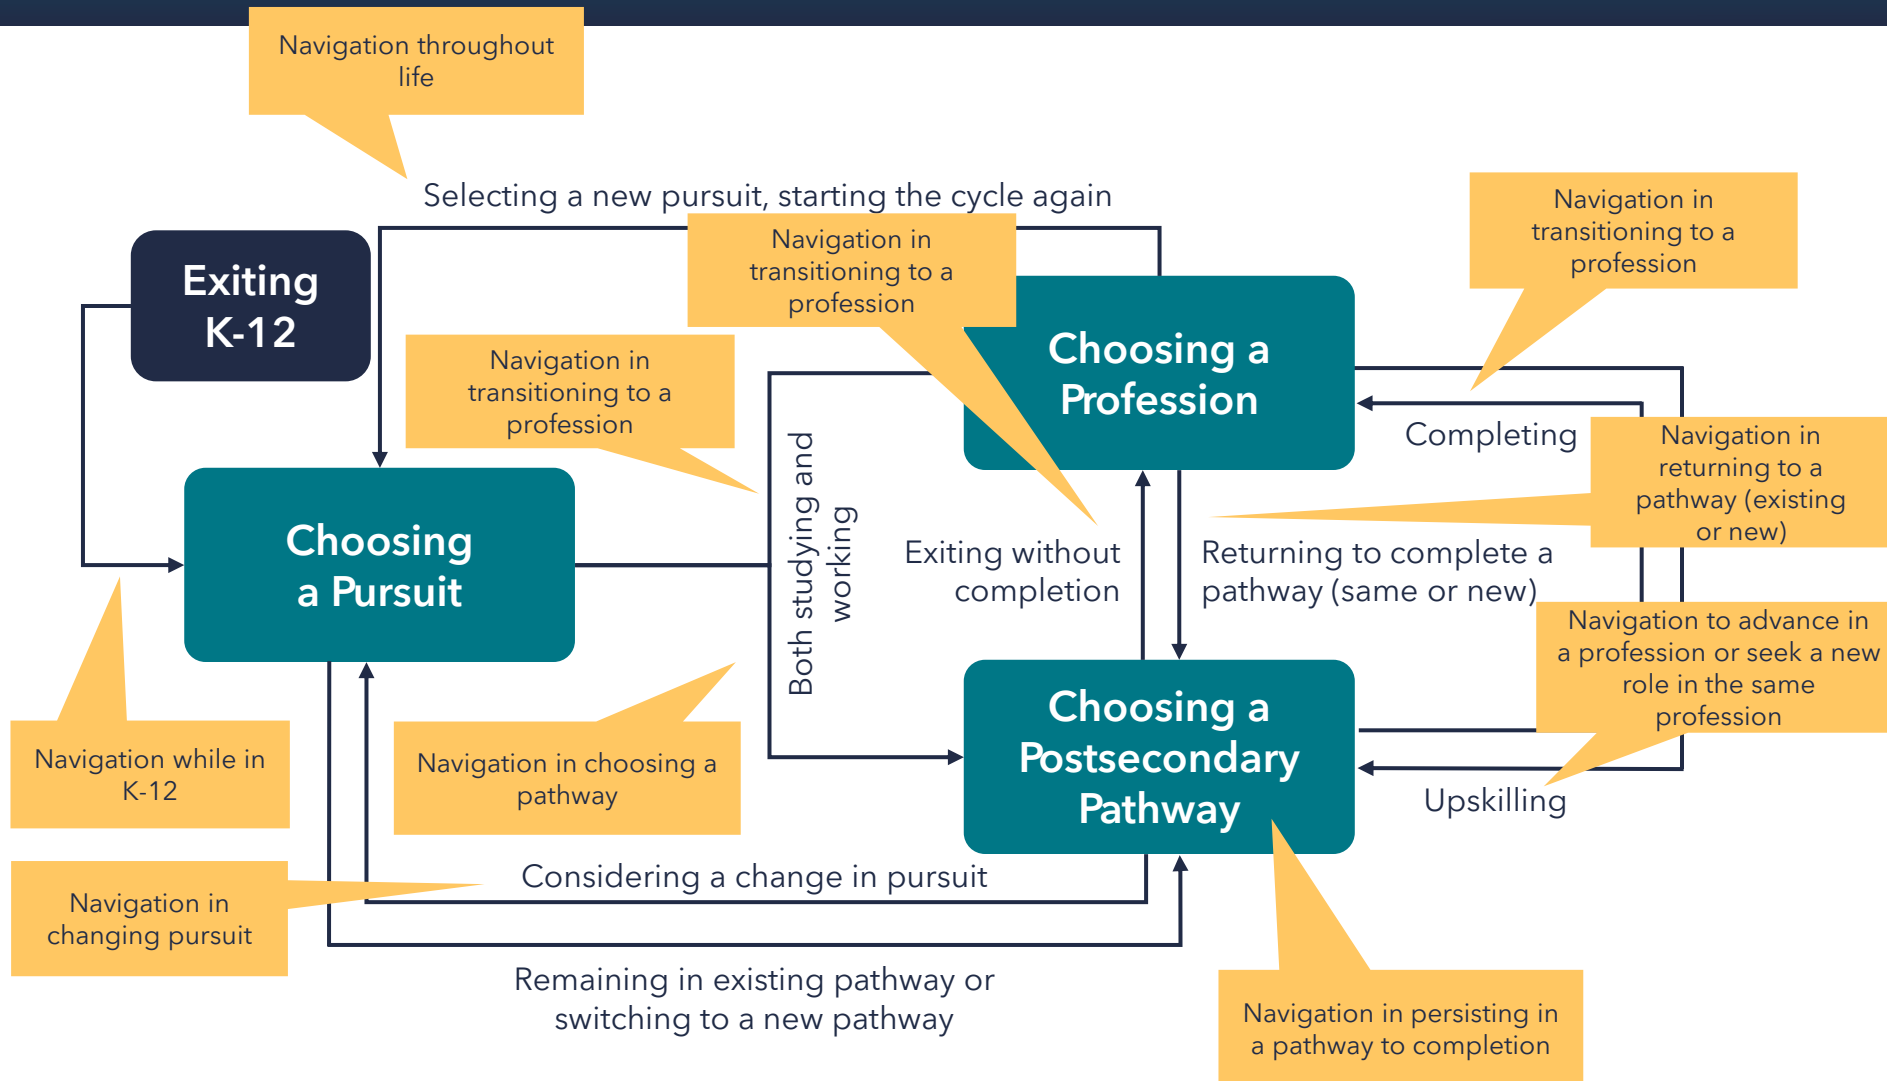 Navigation throughout
life
Selecting a new pursuit, starting the cycle again
Navigation in
transitioning to a
profession
Navigation in
transitioning to a
profession
Exiting
K-12
Choosing a
Profession
Navigation in
transitioning to a
profession
Completing
Navigation in
returning to a
pathway (existing
or new)
Both studying and
working
Choosing
a Pursuit
Exiting without
completion
Returning to complete a
pathway (same or new)
Navigation to advance in
a profession or seek a new
role in the same
profession
Choosing a
Postsecondary
Pathway
Upskilling
Navigation while in
K-12
Navigation in choosing a
pathway
Considering a change in pursuit
Navigation in
changing pursuit
Remaining in existing pathway or
switching to a new pathway
Navigation in persisting in
a pathway to completion